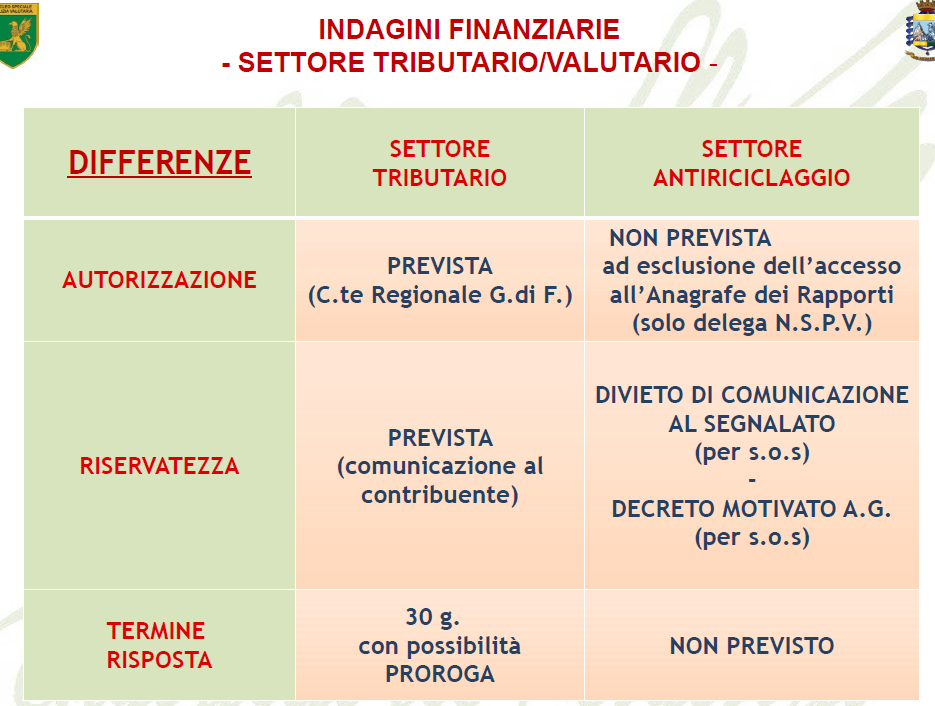 INDAGINI FINANZIARIE
- SETTORE TRIBUTARIO/VALUTARIO -
DIFFERENZE
SETTORE
TRIBUTARIO
SETTORE
ANTIRICICLAGGIO
AUTORIZZAZIONE
PREVISTA
(C.te Regionale G.di F.)
NON PREVISTA
ad esclusione dell’accesso
all’Anagrafe dei Rapporti
(solo delega N.S.P.V.)
RISERVATEZZA
PREVISTA
(comunicazione al
contribuente)
DIVIETO DI COMUNICAZIONE
AL SEGNALATO
(per s.o.s)
-
DECRETO MOTIVATO A.G.
(per s.o.s)
TERMINE
RISPOSTA
30 g.
con possibilità
PROROGA
NON PREVISTO